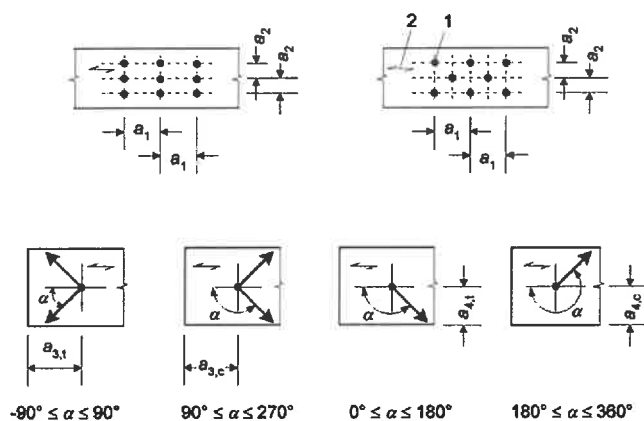 2 1
a₂ a₂ a₂ a₂
a₁ a₁
a₁ a₁
α α α α
a₄,t a₄,c
a₃,t a₃,c
-90° ≤ α ≤ 90° 90° ≤ α ≤ 270° 0° ≤ α ≤ 180° 180° ≤ α ≤ 360°